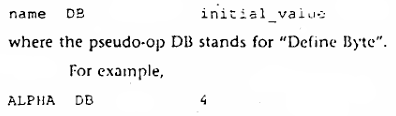 name DB initial_value
where the pseudo-op DB stands for "Define Byte".
For example,
ALPHA DB 4